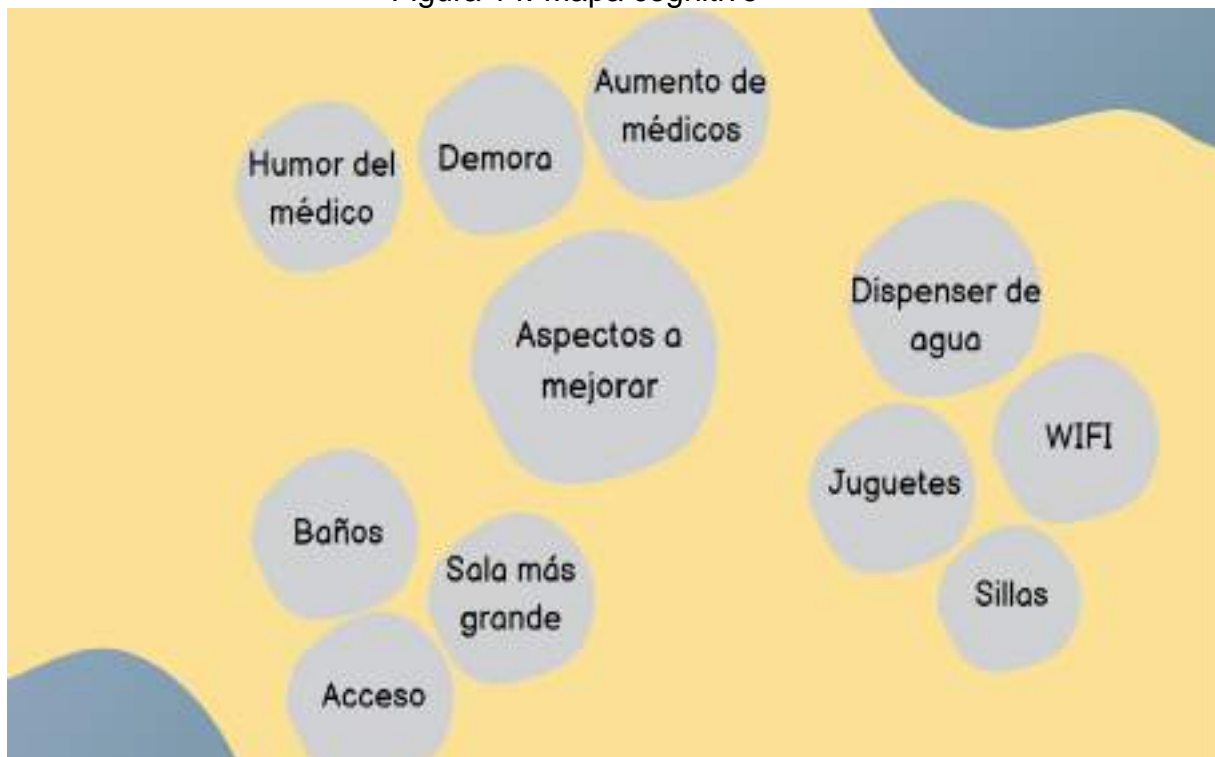 Aumento de
médicos
Demora
Humor del
médico
Aspectos a
mejorar
Dispenser de
agua
WIFI
Juguetes
Sillas
Baños
Sala más
grande
Acceso